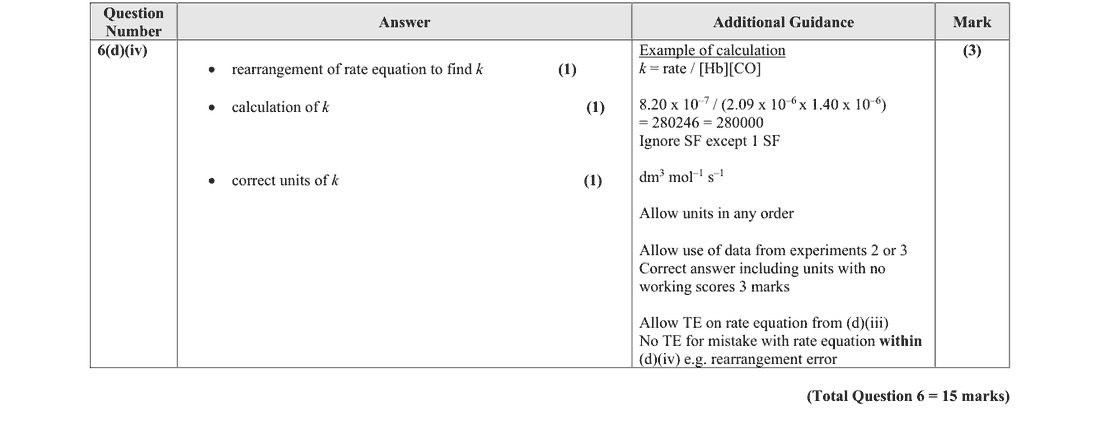 Question Number	Answer	Additional Guidance	Mark
6(d)(iv)	Example of calculation	(3)
• rearrangement of rate equation to find k (1)	k = rate / [Hb][CO]
• calculation of k (1)	8.20 x 10⁻⁷ / (2.09 x 10⁻⁶ x 1.40 x 10⁻⁶)
= 280246 = 280000
Ignore SF except 1 SF
• correct units of k (1)	dm³ mol⁻¹ s⁻¹
Allow units in any order
Allow use of data from experiments 2 or 3
Correct answer including units with no
working scores 3 marks
Allow TE on rate equation from (d)(iii)
No TE for mistake with rate equation within
(d)(iv) e.g. rearrangement error
(Total Question 6 = 15 marks)